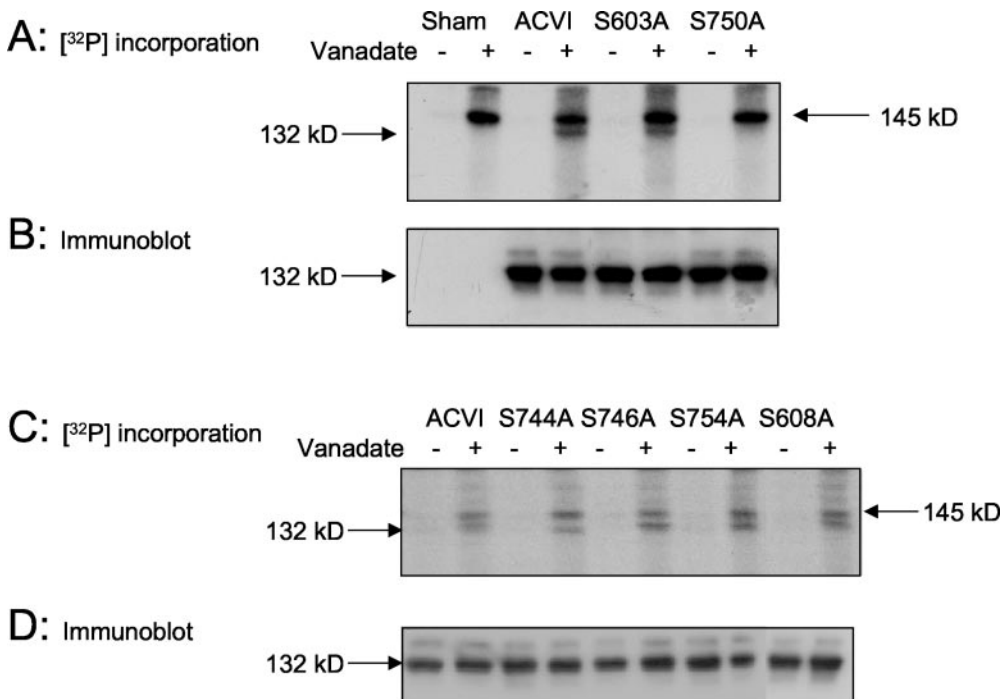 Sham ACVI S603A S750A
A: [³²P] incorporation
Vanadate - + - + - + - +
132 kD 145 kD
B: Immunoblot
132 kD
ACVI S744A S746A S754A S608A
C: [³²P] incorporation
Vanadate - + - + - + - + - +
132 kD 145 kD
D: Immunoblot
132 kD